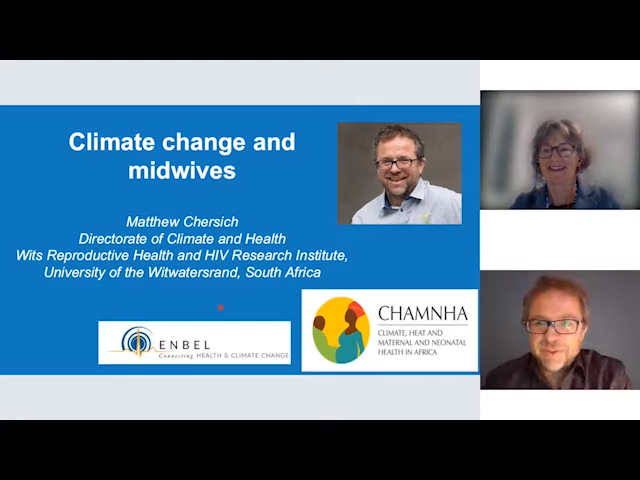 Climate change and
midwives
Matthew Chersich
Directorate of Climate and Health
Wits Reproductive Health and HIV Research Institute,
University of the Witwatersrand, South Africa
ENBEL
Connecting HEALTH & CLIMATE CHANGE
CHAMNHA
CLIMATE, HEAT AND
MATERNAL AND NEONATAL
HEALTH IN AFRICA